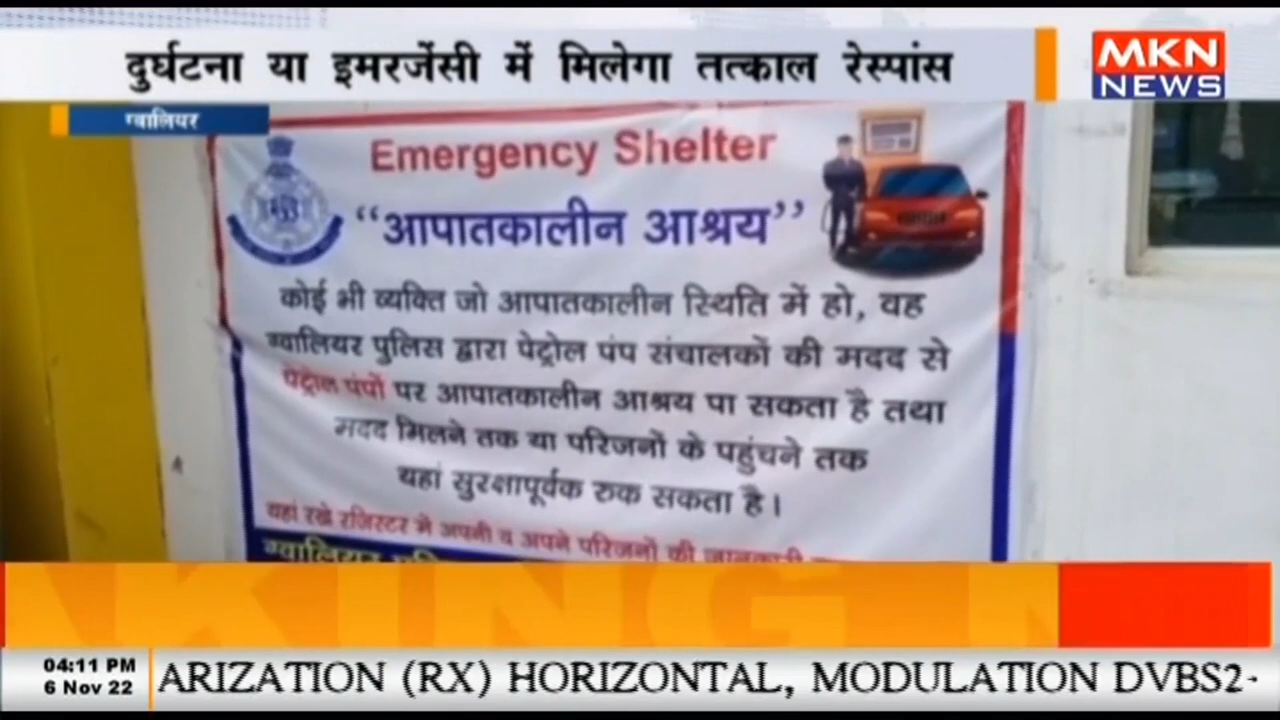 दुर्घटना या इमरजेंसी में मिलेगा तत्काल रेस्पांस
MKN
NEWS
ग्वालियर
Emergency Shelter
“आपातकालीन आश्रय”
कोई भी व्यक्ति जो आपातकालीन स्थिति में हो, वह
ग्वालियर पुलिस द्वारा पेट्रोल पंप संचालकों की मदद से
पेट्रोल पंपों पर आपातकालीन आश्रय पा सकता है तथा
मदद मिलने तक या परिजनों के पहुंचने तक
यहां सुरक्षापूर्वक रुक सकता है।
यहां रखे रजिस्टर में अपनी व अपने परिजनों की जानकारी
ग्वालियर
AKING N
04:11 PM
6 Nov 22
ARIZATION (RX) HORIZONTAL, MODULATION DVBS2-